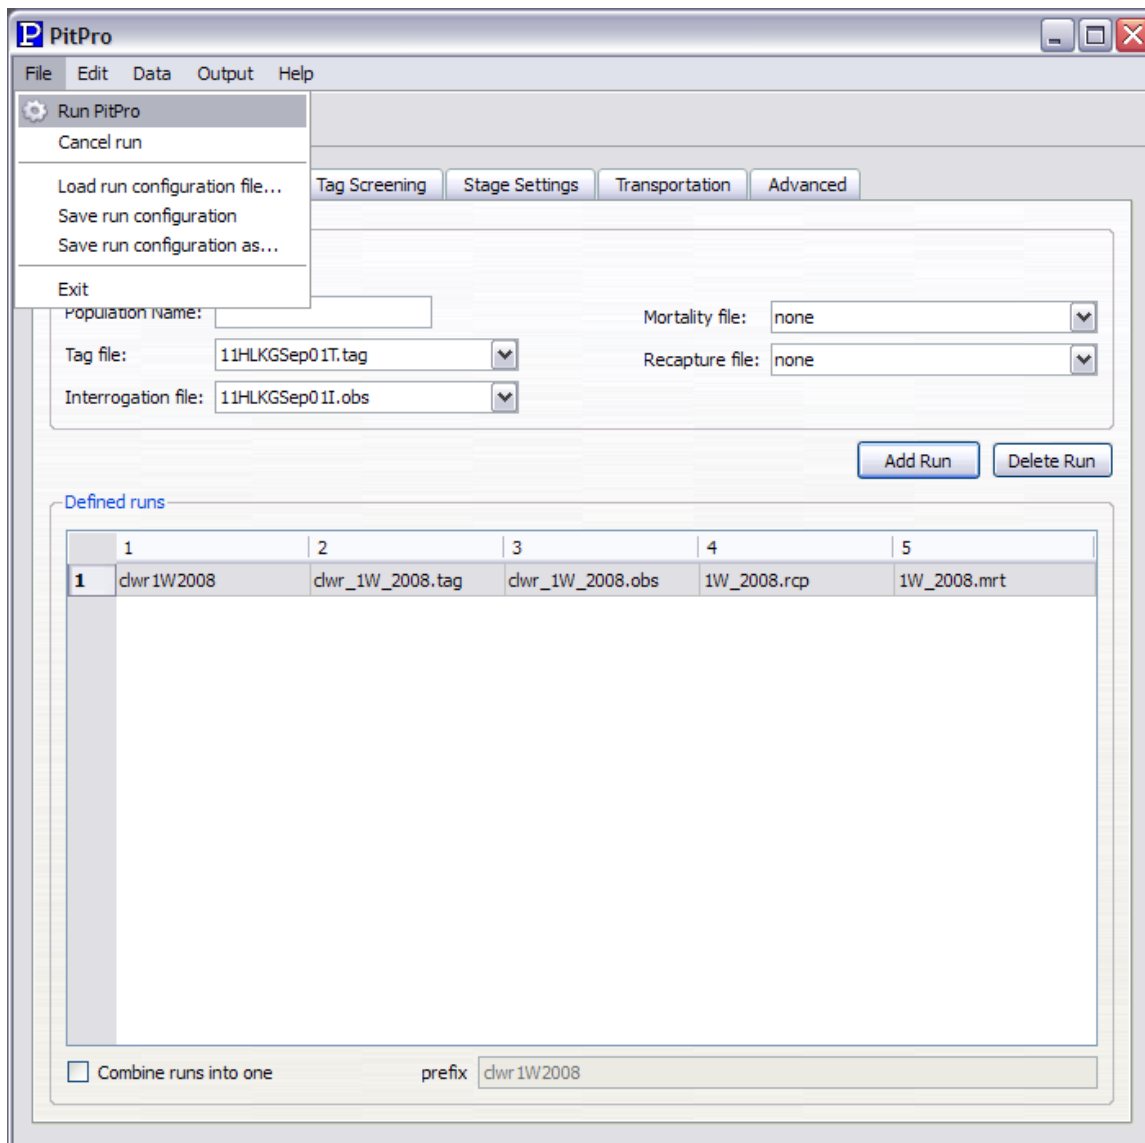 PitPro
File Edit Data Output Help
Run PitPro
Cancel run
Load run configuration file...
Save run configuration
Save run configuration as...
Exit
Tag Screening Stage Settings Transportation Advanced
Population Name:
Mortality file: none
Tag file: 11HLKGSep01T.tag
Recapture file: none
Interrogation file: 11HLKGSep01I.obs
Add Run Delete Run
Defined runs
1 2 3 4 5
1 clwr1W2008 clwr_1W_2008.tag clwr_1W_2008.obs 1W_2008.rcp 1W_2008.mrt
Combine runs into one prefix clwr1W2008